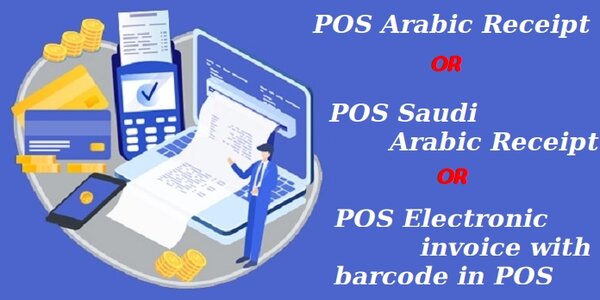 POS Arabic Receipt
OR
POS Saudi
Arabic Receipt
OR
POS Electronic
invoice with
barcode in POS